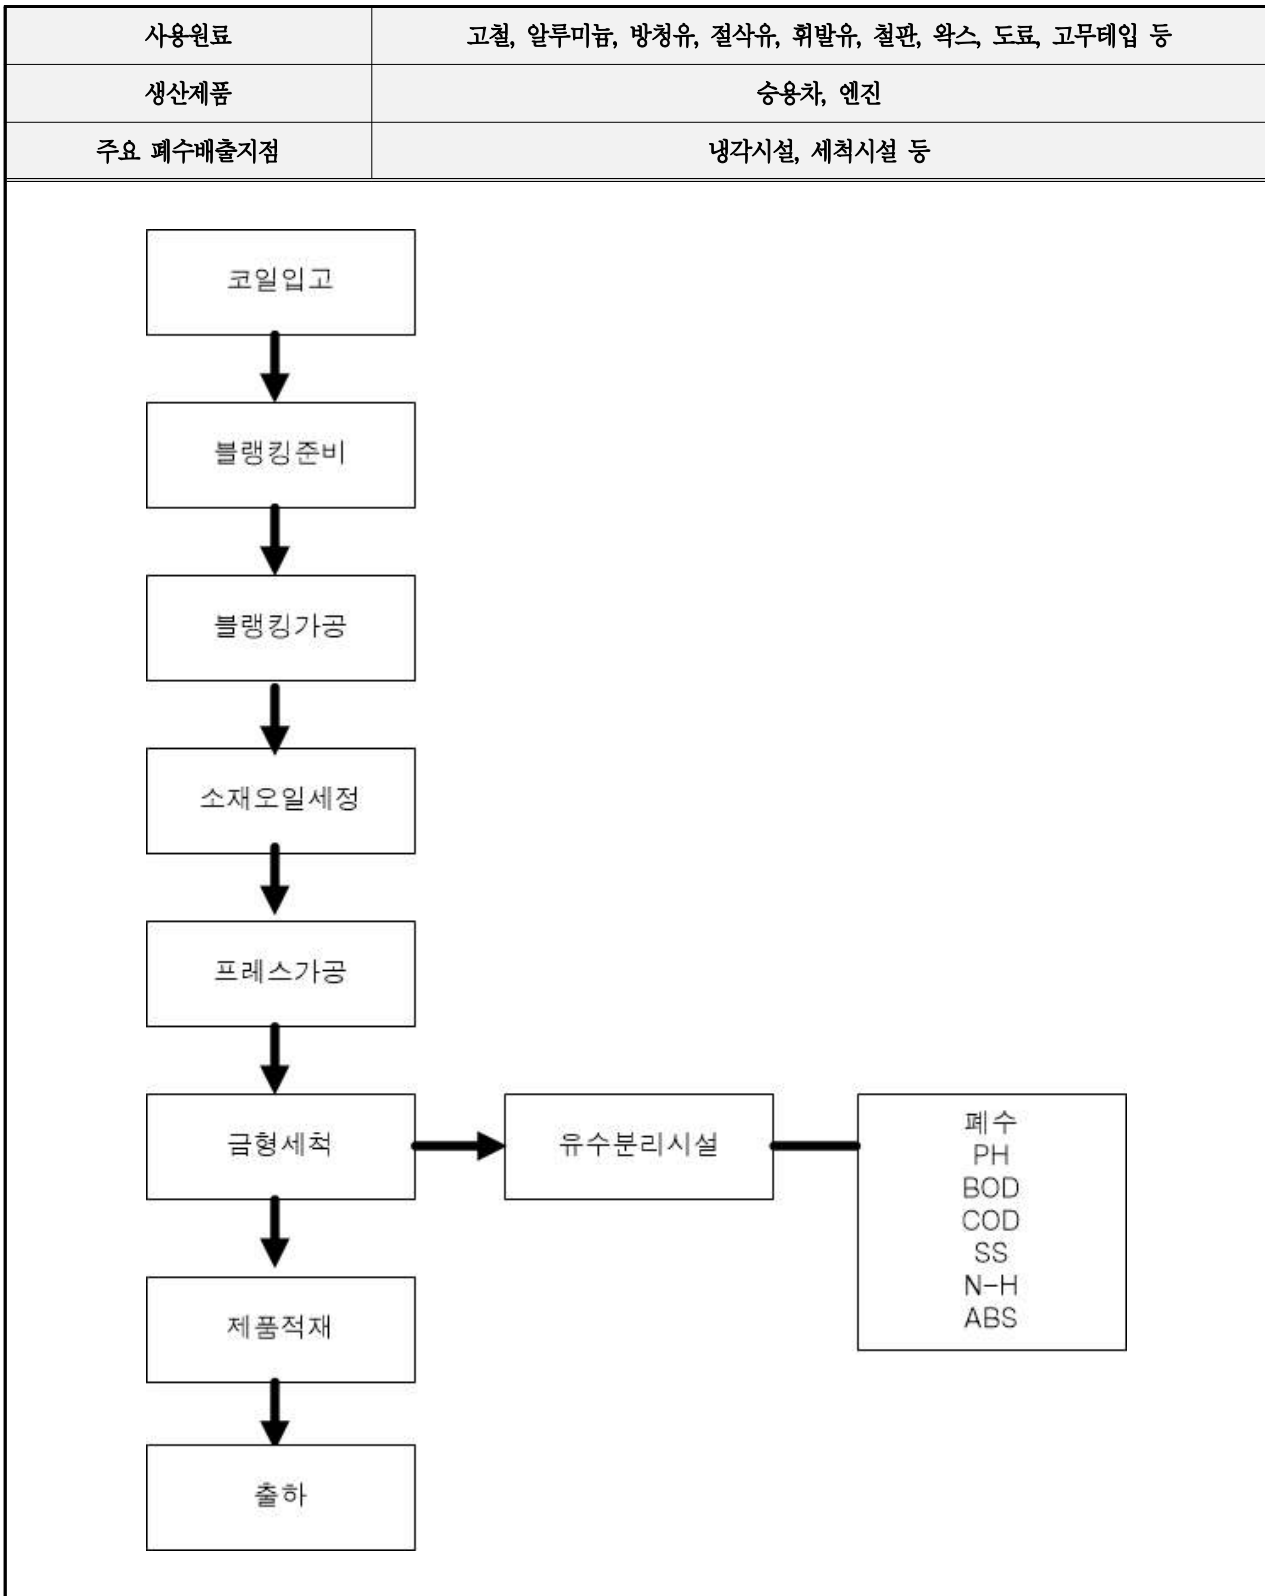 사용원료 고철, 알루미늄, 방청유, 절삭유, 휘발유, 철판, 왁스, 도료, 고무테입 등
생산제품 승용차, 엔진
주요 폐수배출지점 냉각시설, 세척시설 등
코일입고
블랭킹준비
블랭킹가공
소재오일세정
프레스가공
금형세척 유수분리시설
폐수
PH
BOD
COD
SS
N-H
ABS
제품적재
출하